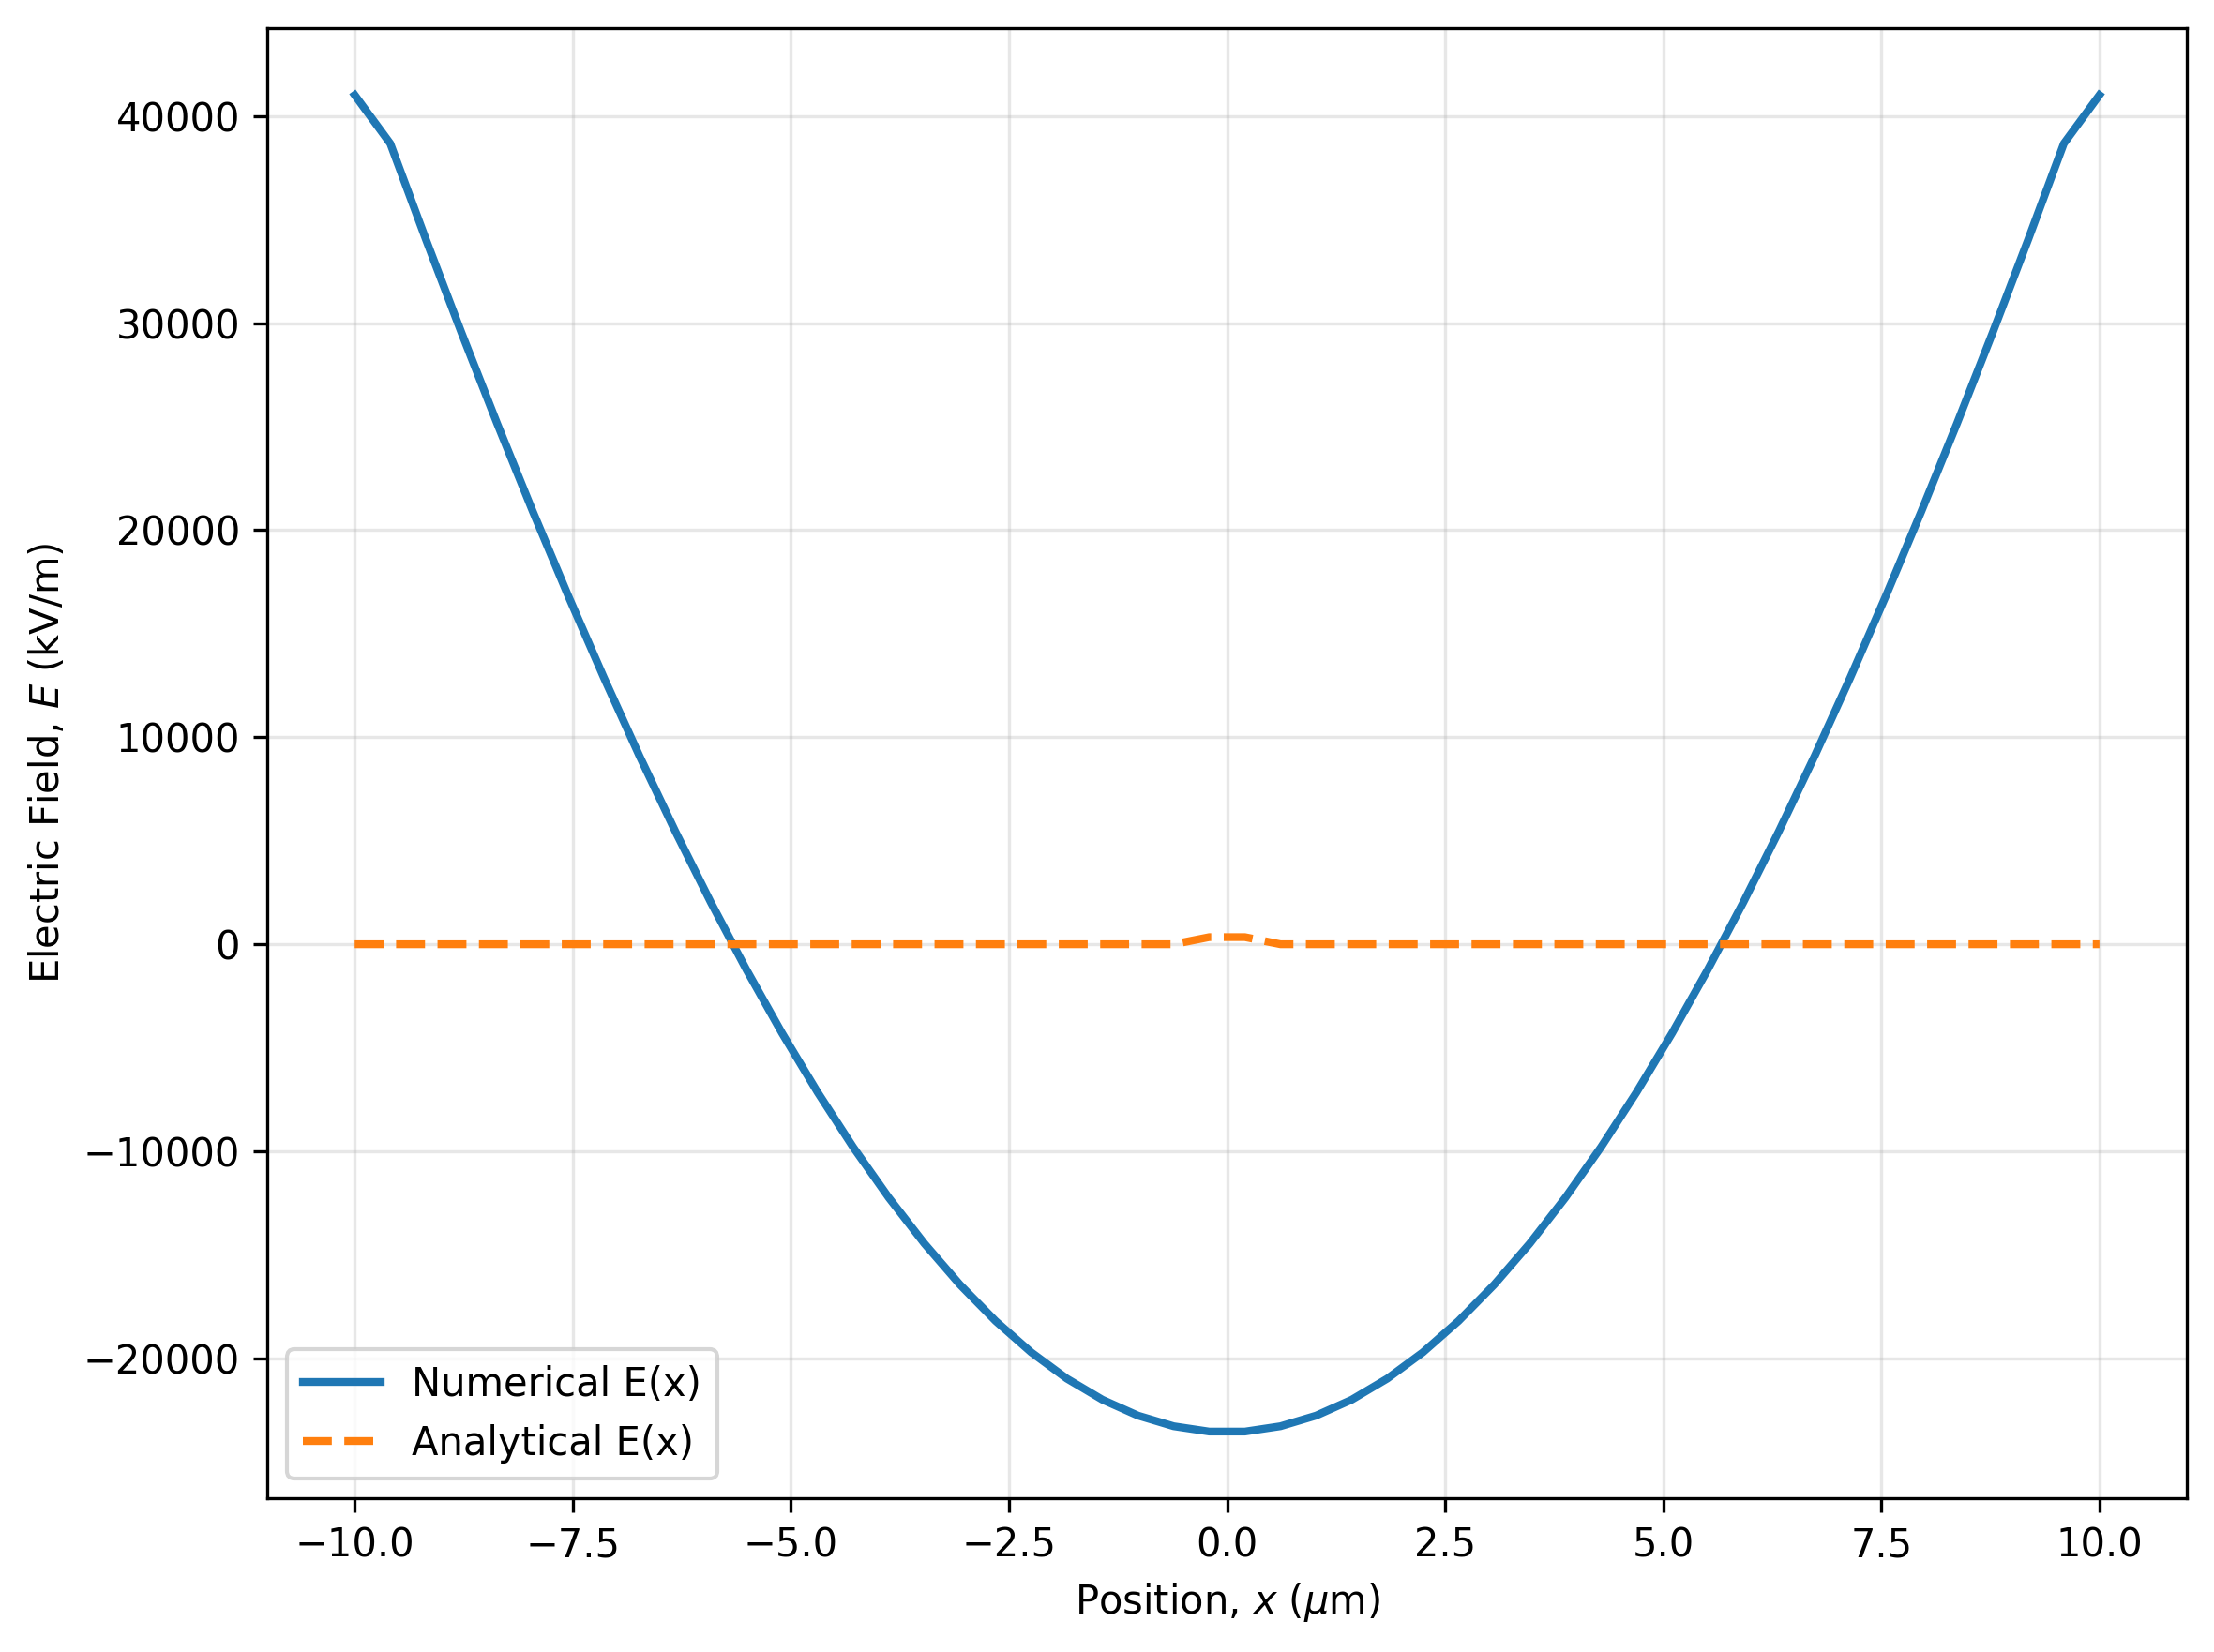 40000
30000
20000
10000
0
−10000
−20000
Electric Field, E (kV/m)
Numerical E(x)
Analytical E(x)
−10.0 −7.5 −5.0 −2.5 0.0 2.5 5.0 7.5 10.0
Position, x (μm)